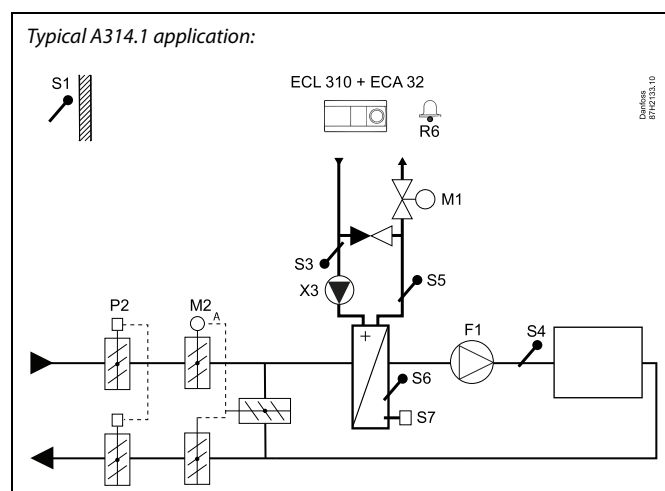 Typical A314.1 application:
S1
ECL 310 + ECA 32
R6
Danfoss
87H2133.10
M1
S3
X3
S5
P2
M2
A
F1
S4
+
S6
S7